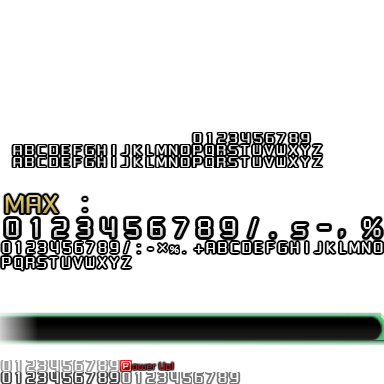 0123456789
ABCDEFGHIJKLMNOPQRSTUVWXYZ
ABCDEFGHIJKLMNOPQRSTUVWXYZ
MAX :
0123456789/.s-,%
0123456789/:-×%.+ABCDEFGHIJKLMNO
PQRSTUVWXYZ
0123456789 Power Up!
01234567890123456789